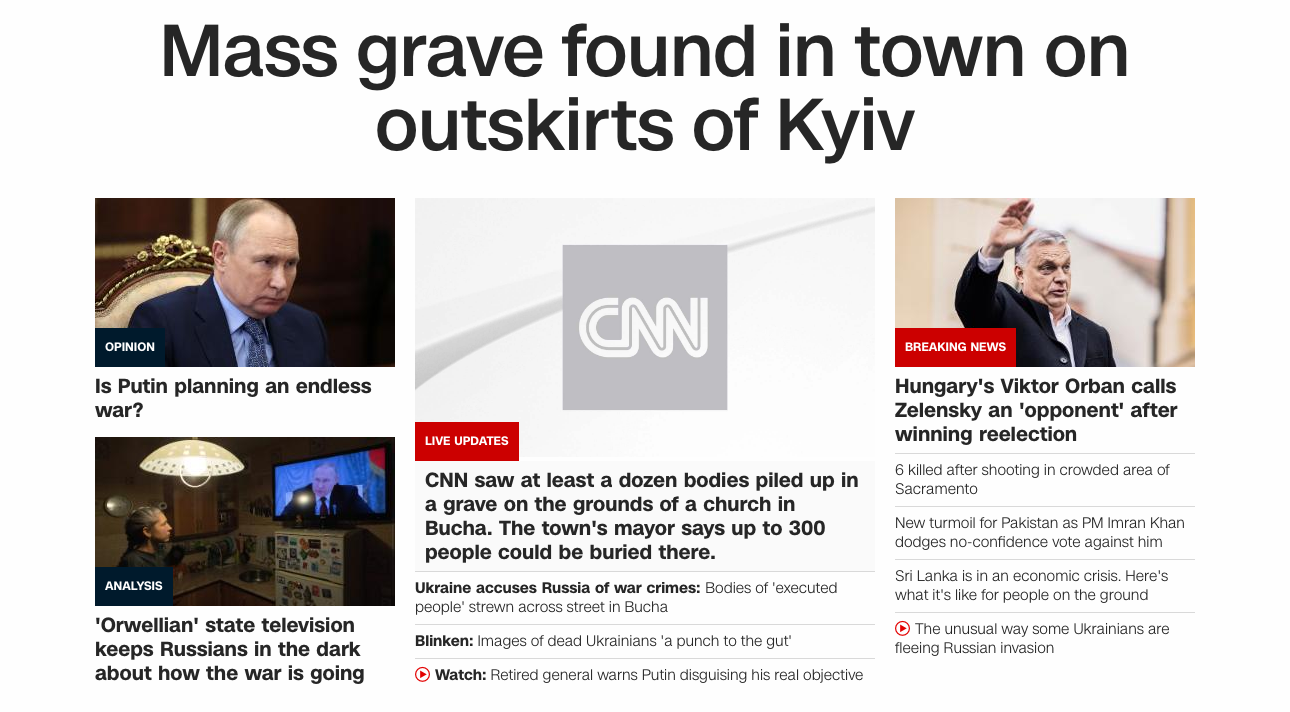 Mass grave found in town on
outskirts of Kyiv
OPINION
Is Putin planning an endless
war?
ANALYSIS
'Orwellian' state television
keeps Russians in the dark
about how the war is going
CNN
LIVE UPDATES
CNN saw at least a dozen bodies piled up in
a grave on the grounds of a church in
Bucha. The town's mayor says up to 300
people could be buried there.
Ukraine accuses Russia of war crimes: Bodies of 'executed
people' strewn across street in Bucha
Blinken: Images of dead Ukrainians 'a punch to the gut'
Watch: Retired general warns Putin disguising his real objective
BREAKING NEWS
Hungary's Viktor Orban calls
Zelensky an 'opponent' after
winning reelection
6 killed after shooting in crowded area of
Sacramento
New turmoil for Pakistan as PM Imran Khan
dodges no-confidence vote against him
Sri Lanka is in an economic crisis. Here's
what it's like for people on the ground
The unusual way some Ukrainians are
fleeing Russian invasion